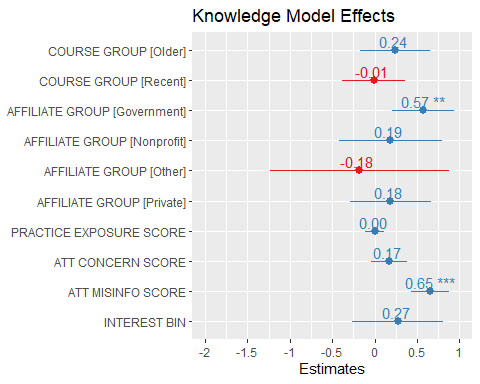 Knowledge Model Effects
COURSE GROUP [Older] 0.24
COURSE GROUP [Recent] -0.01
AFFILIATE GROUP [Government] 0.57 **
AFFILIATE GROUP [Nonprofit] 0.19
AFFILIATE GROUP [Other] -0.18
AFFILIATE GROUP [Private] 0.18
PRACTICE EXPOSURE SCORE 0.00
ATT CONCERN SCORE 0.17
ATT MISINFO SCORE 0.65 ***
INTEREST BIN 0.27
-2 -1.5 -1 -0.5 0 0.5 1
Estimates